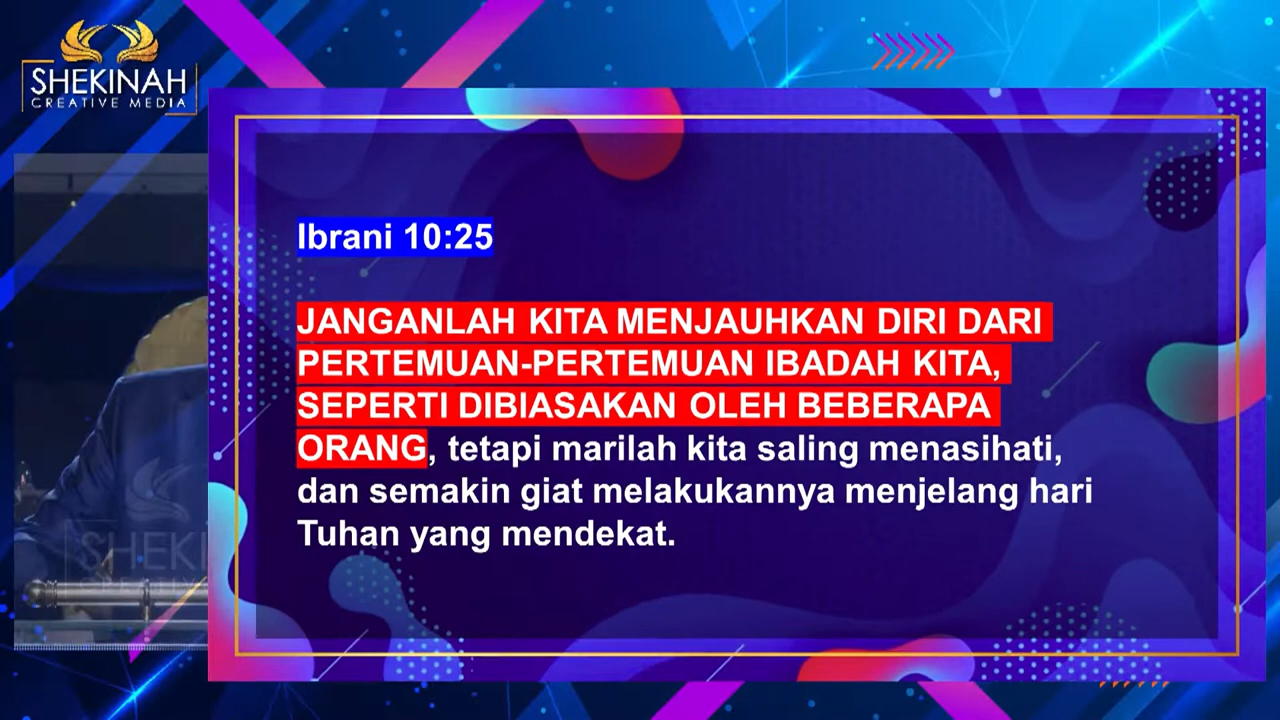 SHEKINAH
CREATIVE MEDIA
Ibrani 10:25
JANGANLAH KITA MENJAUHKAN DIRI DARI
PERTEMUAN-PERTEMUAN IBADAH KITA,
SEPERTI DIBIASAKAN OLEH BEBERAPA
ORANG, tetapi marilah kita saling menasihati,
dan semakin giat melakukannya menjelang hari
Tuhan yang mendekat.